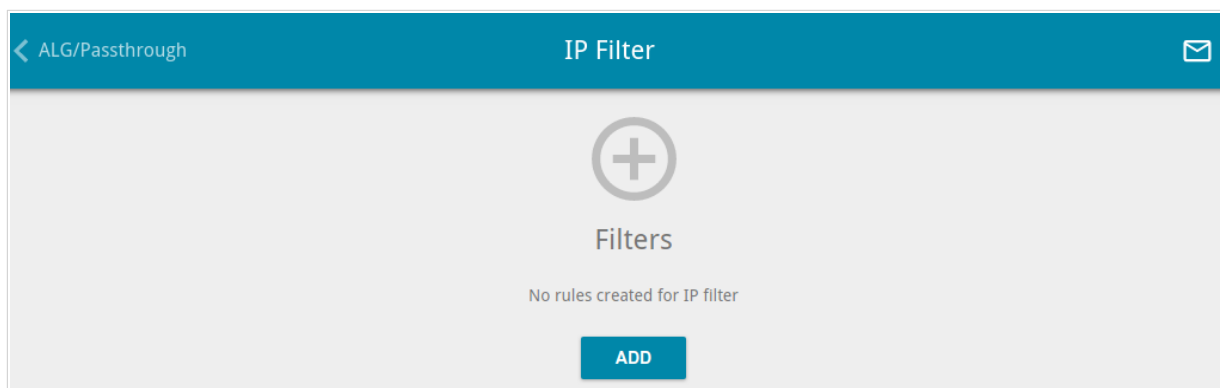 ALG/Passthrough
IP Filter
Filters
No rules created for IP filter
ADD